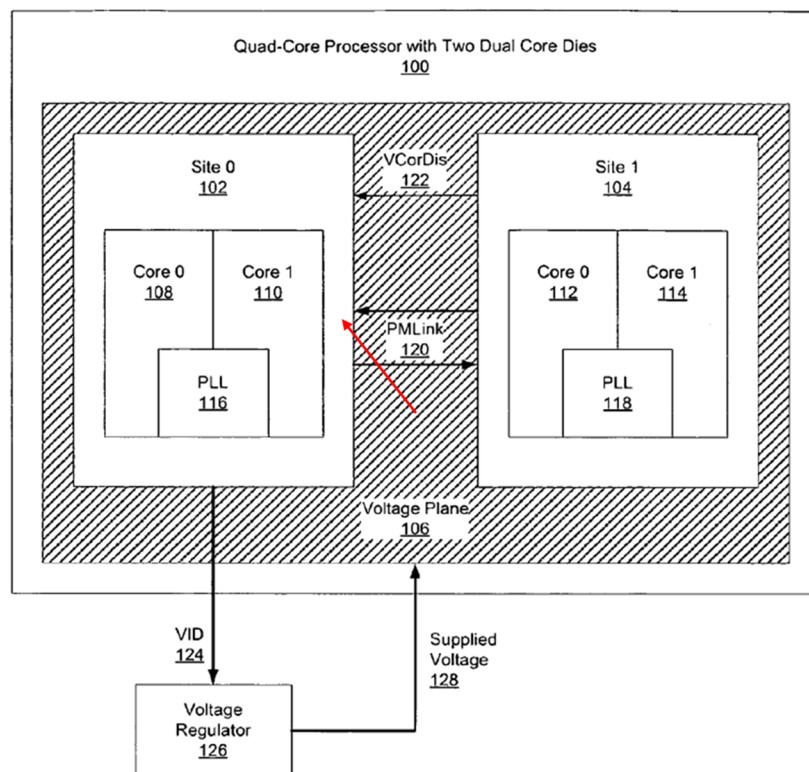 Quad-Core Processor with Two Dual Core Dies
100
Site 0
102
VCorDis
122
Site 1
104
Core 0
108
Core 1
110
Core 0
112
Core 1
114
PMLink
120
PLL
116
PLL
118
Voltage Plane
106
VID
124
Supplied
Voltage
128
Voltage
Regulator
126